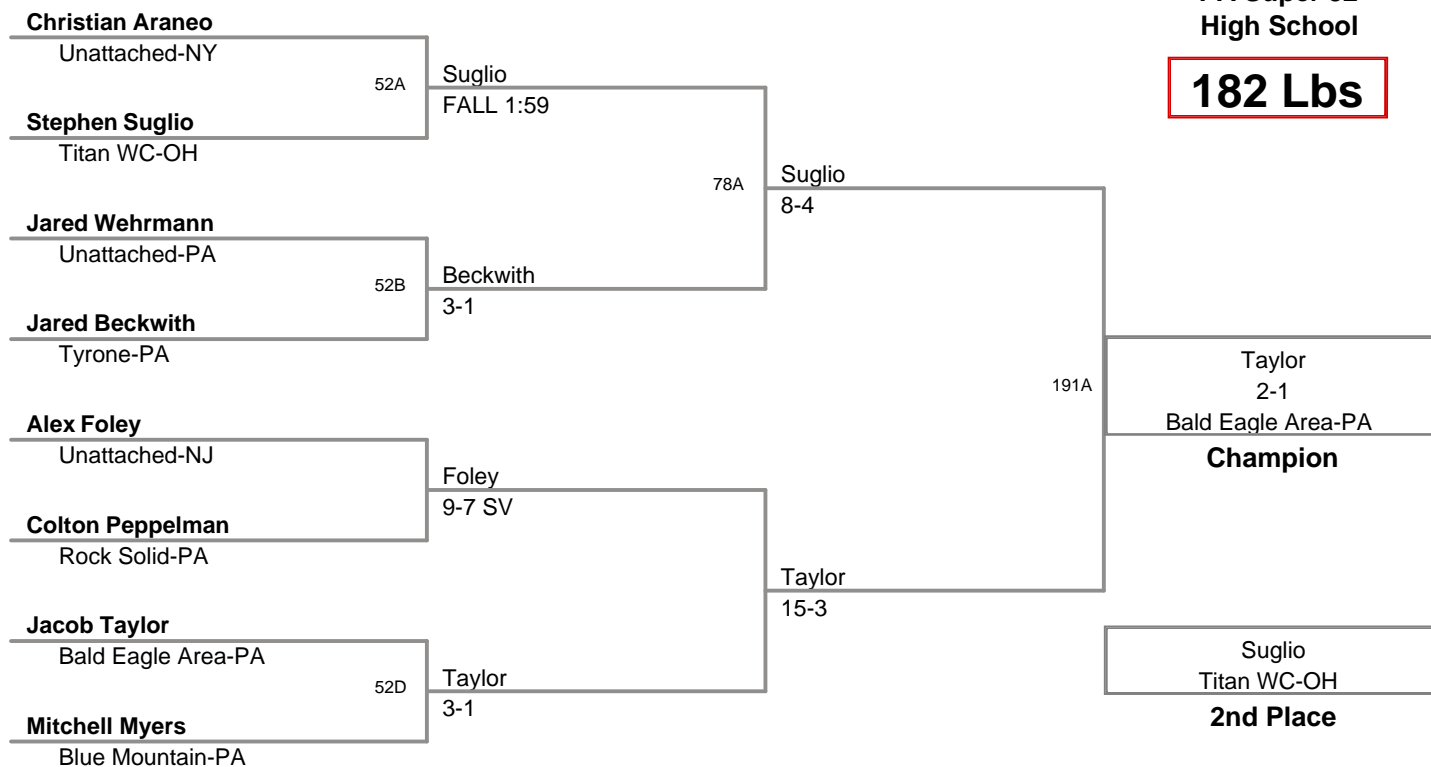 High School
182 Lbs
Christian Araneo
Unattached-NY
52A
Suglio
FALL 1:59
Stephen Suglio
Titan WC-OH
78A
Suglio
8-4
Jared Wehrmann
Unattached-PA
52B
Beckwith
3-1
Jared Beckwith
Tyrone-PA
191A
Taylor
2-1
Bald Eagle Area-PA
Champion
Alex Foley
Unattached-NJ
Foley
9-7 SV
Colton Peppelman
Rock Solid-PA
Taylor
15-3
Jacob Taylor
Bald Eagle Area-PA
52D
Taylor
3-1
Mitchell Myers
Blue Mountain-PA
Suglio
Titan WC-OH
2nd Place